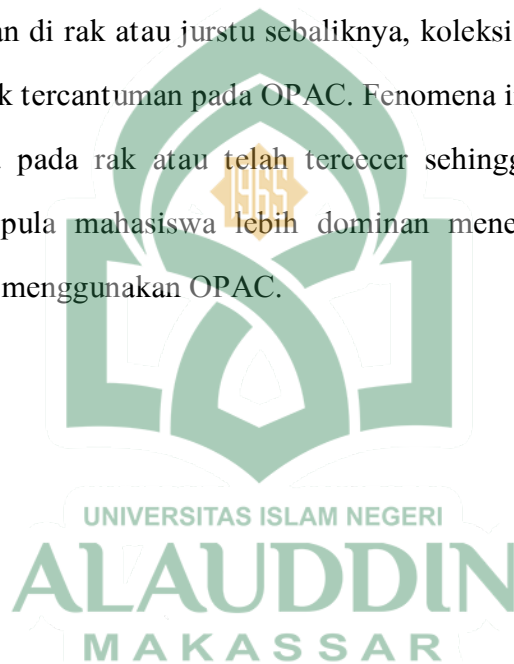 an di rak atau jurstu sebaliknya, koleksi
k tercantuman pada OPAC. Fenomena i
pada rak atau telah tercecer sehingg
pula mahasiswa lebih dominan mene
menggunakan OPAC.
1965
UNIVERSITAS ISLAM NEGERI
ALAUDDIN
MAKASSAR